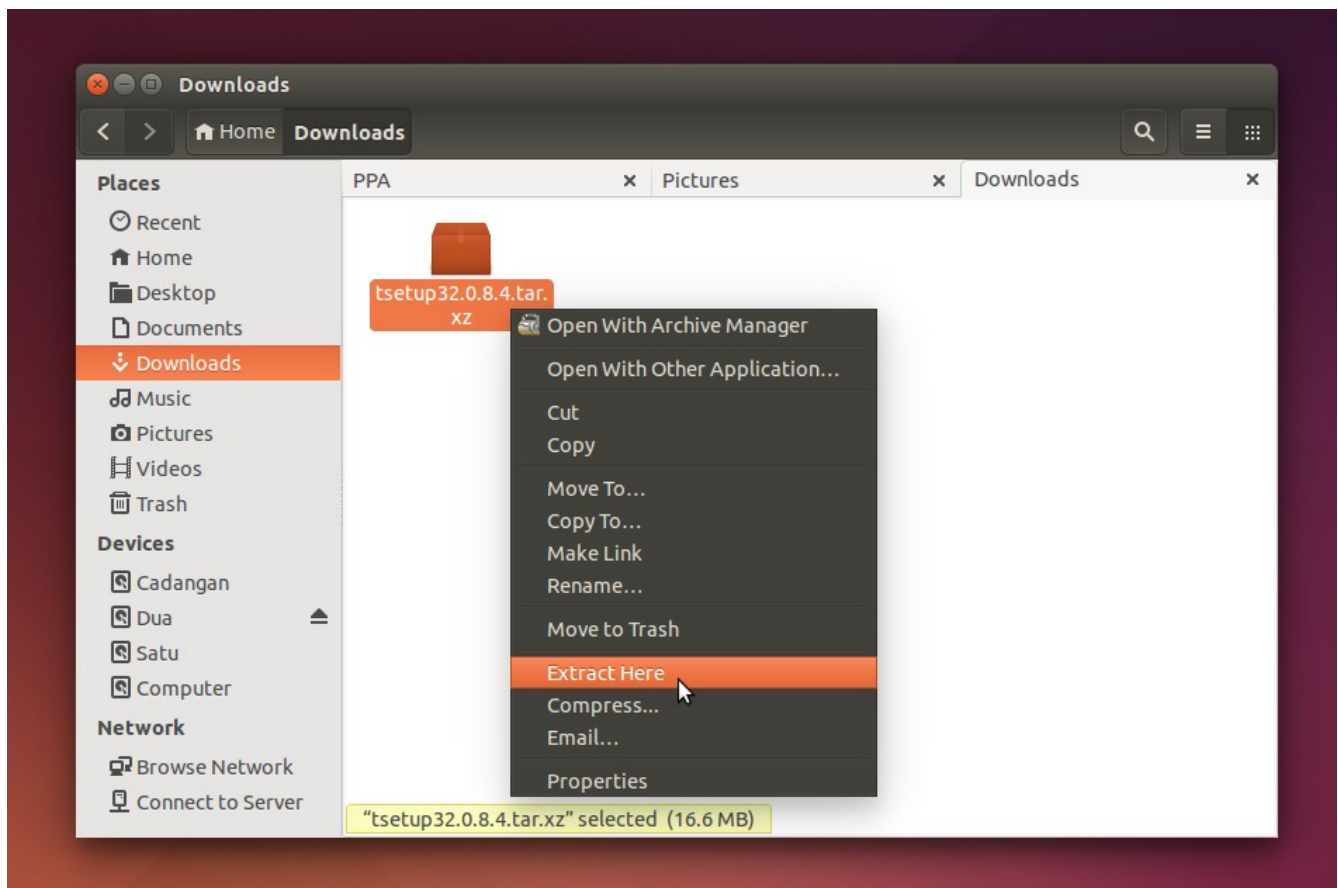 Downloads
Home Downloads
Places
Recent
Home
Desktop
Documents
Downloads
Music
Pictures
Videos
Trash
Devices
Cadangan
Dua
Satu
Computer
Network
Browse Network
Connect to Server
PPA
Pictures
Downloads
tsetup32.0.8.4.tar.
xz
Open With Archive Manager
Open With Other Application...
Cut
Copy
Move To...
Copy To...
Make Link
Rename...
Move to Trash
Extract Here
Compress...
Email...
Properties
“tsetup32.0.8.4.tar.xz” selected (16.6 MB)